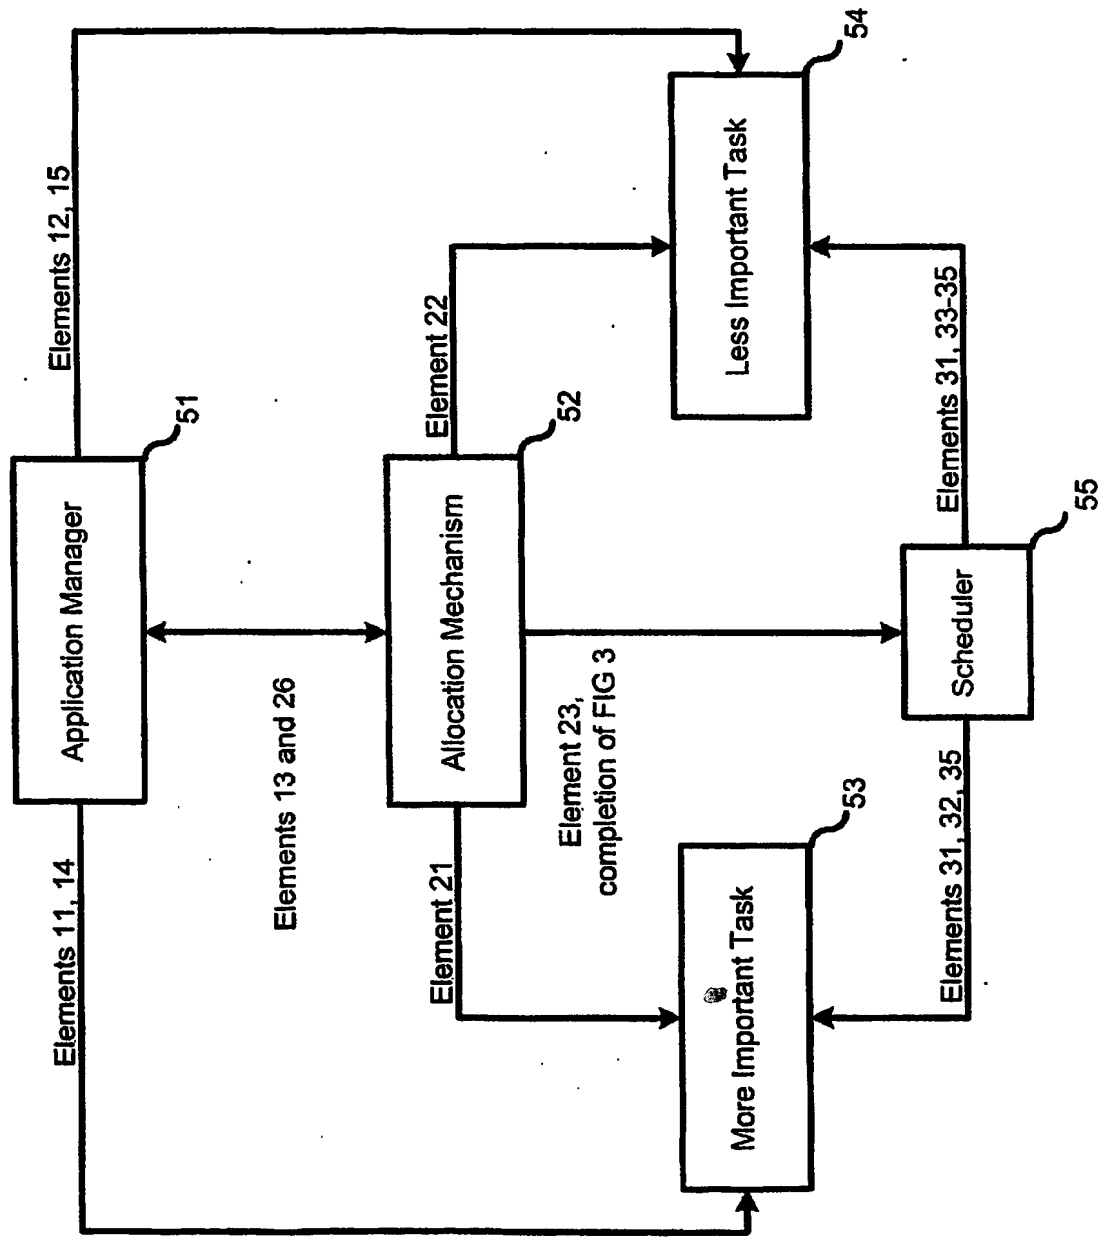 Application Manager
51
Elements 11, 14
Elements 12, 15
Elements 13 and 26
Allocation Mechanism
52
Element 21
Element 22
Element 23,
completion of FIG 3
More Important Task
53
Less Important Task
54
Elements 31, 32, 35
Elements 31, 33-35
Scheduler
55